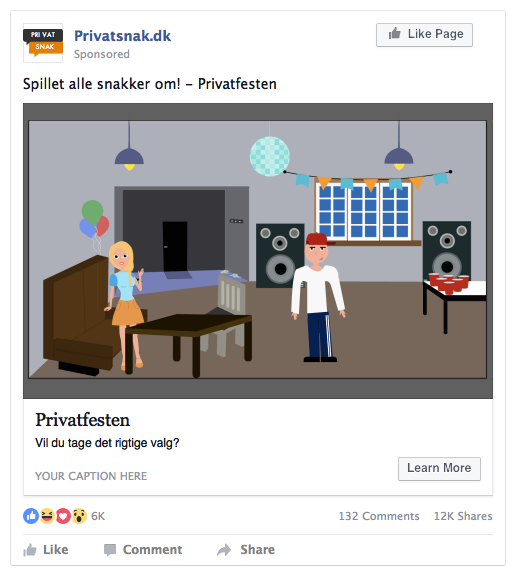 PRI VAT
SNAK
Privatsnak.dk
Like Page
Sponsored
Spillet alle snakker om! – Privatfesten
Privatfesten
Vil du tage det rigtige valg?
YOUR CAPTION HERE
Learn More
6K
132 Comments
12K Shares
Like
Comment
Share